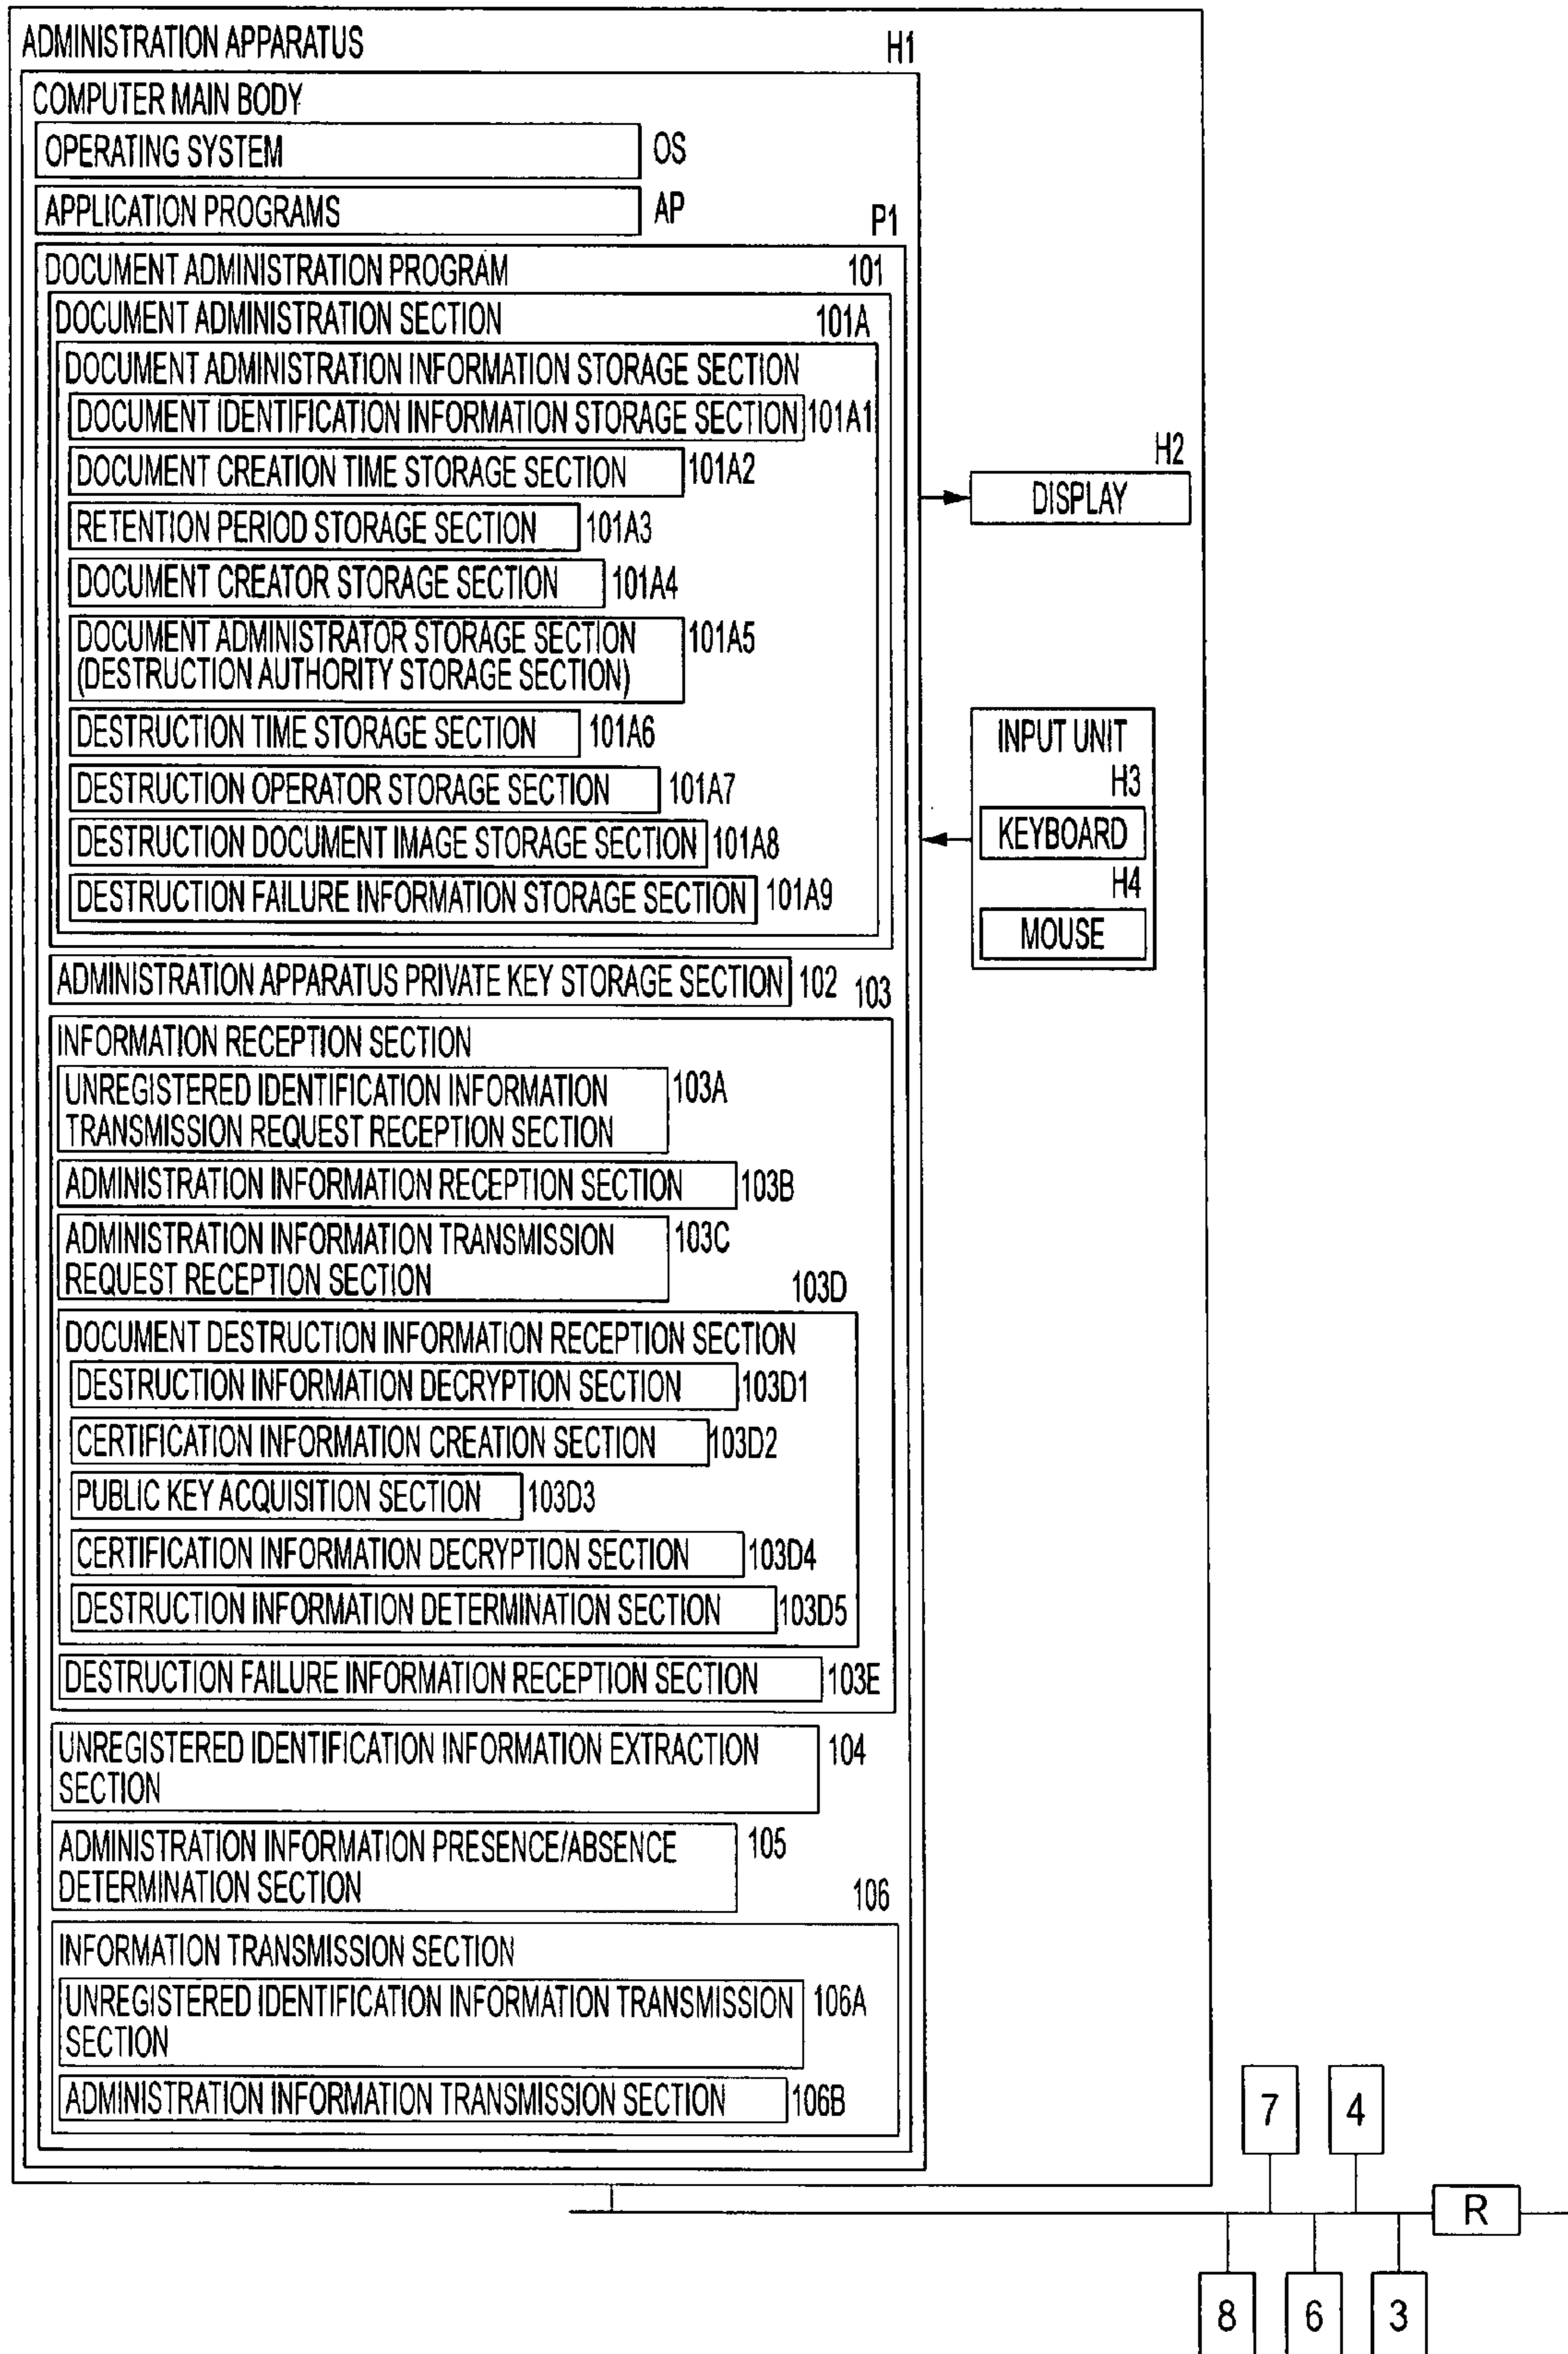 ADMINISTRATION APPARATUS
H1
COMPUTER MAIN BODY
OPERATING SYSTEM
OS
APPLICATION PROGRAMS
AP
P1
DOCUMENT ADMINISTRATION PROGRAM
101
DOCUMENT ADMINISTRATION SECTION
101A
DOCUMENT ADMINISTRATION INFORMATION STORAGE SECTION
DOCUMENT IDENTIFICATION INFORMATION STORAGE SECTION
101A1
DOCUMENT CREATION TIME STORAGE SECTION
101A2
RETENTION PERIOD STORAGE SECTION
101A3
DOCUMENT CREATOR STORAGE SECTION
101A4
DOCUMENT ADMINISTRATOR STORAGE SECTION
(DESTRUCTION AUTHORITY STORAGE SECTION)
101A5
DESTRUCTION TIME STORAGE SECTION
101A6
DESTRUCTION OPERATOR STORAGE SECTION
101A7
DESTRUCTION DOCUMENT IMAGE STORAGE SECTION
101A8
DESTRUCTION FAILURE INFORMATION STORAGE SECTION
101A9
ADMINISTRATION APPARATUS PRIVATE KEY STORAGE SECTION
102
103
INFORMATION RECEPTION SECTION
UNREGISTERED IDENTIFICATION INFORMATION
TRANSMISSION REQUEST RECEPTION SECTION
103A
ADMINISTRATION INFORMATION RECEPTION SECTION
103B
ADMINISTRATION INFORMATION TRANSMISSION
REQUEST RECEPTION SECTION
103C
103D
DOCUMENT DESTRUCTION INFORMATION RECEPTION SECTION
DESTRUCTION INFORMATION DECRYPTION SECTION
103D1
CERTIFICATION INFORMATION CREATION SECTION
103D2
PUBLIC KEY ACQUISITION SECTION
103D3
CERTIFICATION INFORMATION DECRYPTION SECTION
103D4
DESTRUCTION INFORMATION DETERMINATION SECTION
103D5
DESTRUCTION FAILURE INFORMATION RECEPTION SECTION
103E
UNREGISTERED IDENTIFICATION INFORMATION EXTRACTION
SECTION
104
ADMINISTRATION INFORMATION PRESENCE/ABSENCE
DETERMINATION SECTION
105
106
INFORMATION TRANSMISSION SECTION
UNREGISTERED IDENTIFICATION INFORMATION TRANSMISSION
SECTION
106A
ADMINISTRATION INFORMATION TRANSMISSION SECTION
106B
H2
DISPLAY
INPUT UNIT
H3
KEYBOARD
H4
MOUSE
7
4
R
8
6
3